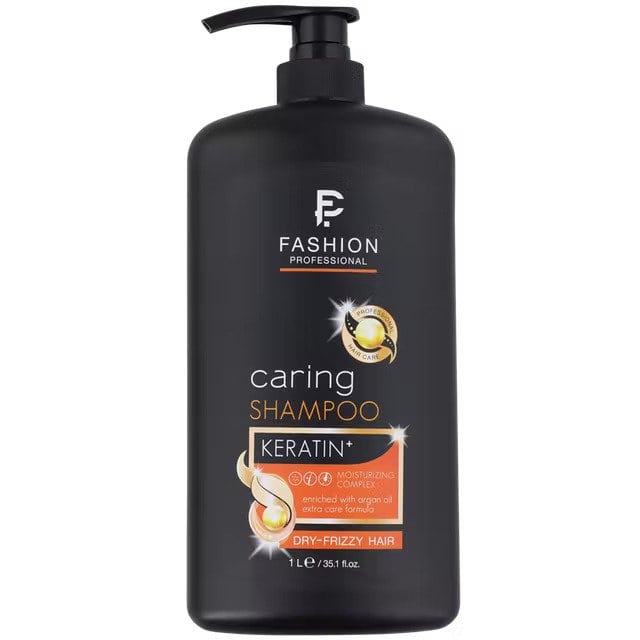 FP
FASHION
PROFESSIONAL
PROFESSIONAL
HAIR CARE
caring
SHAMPOO
KERATIN+
MOISTURIZING
COMPLEX
enriched with argan oil
extra care formula
DRY-FRIZZY HAIR
1 L℮ / 35.1 fl.oz.